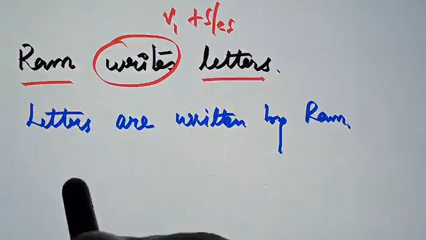 V₁ + s/es
Ram writes letters.
Letters are written by Ram.